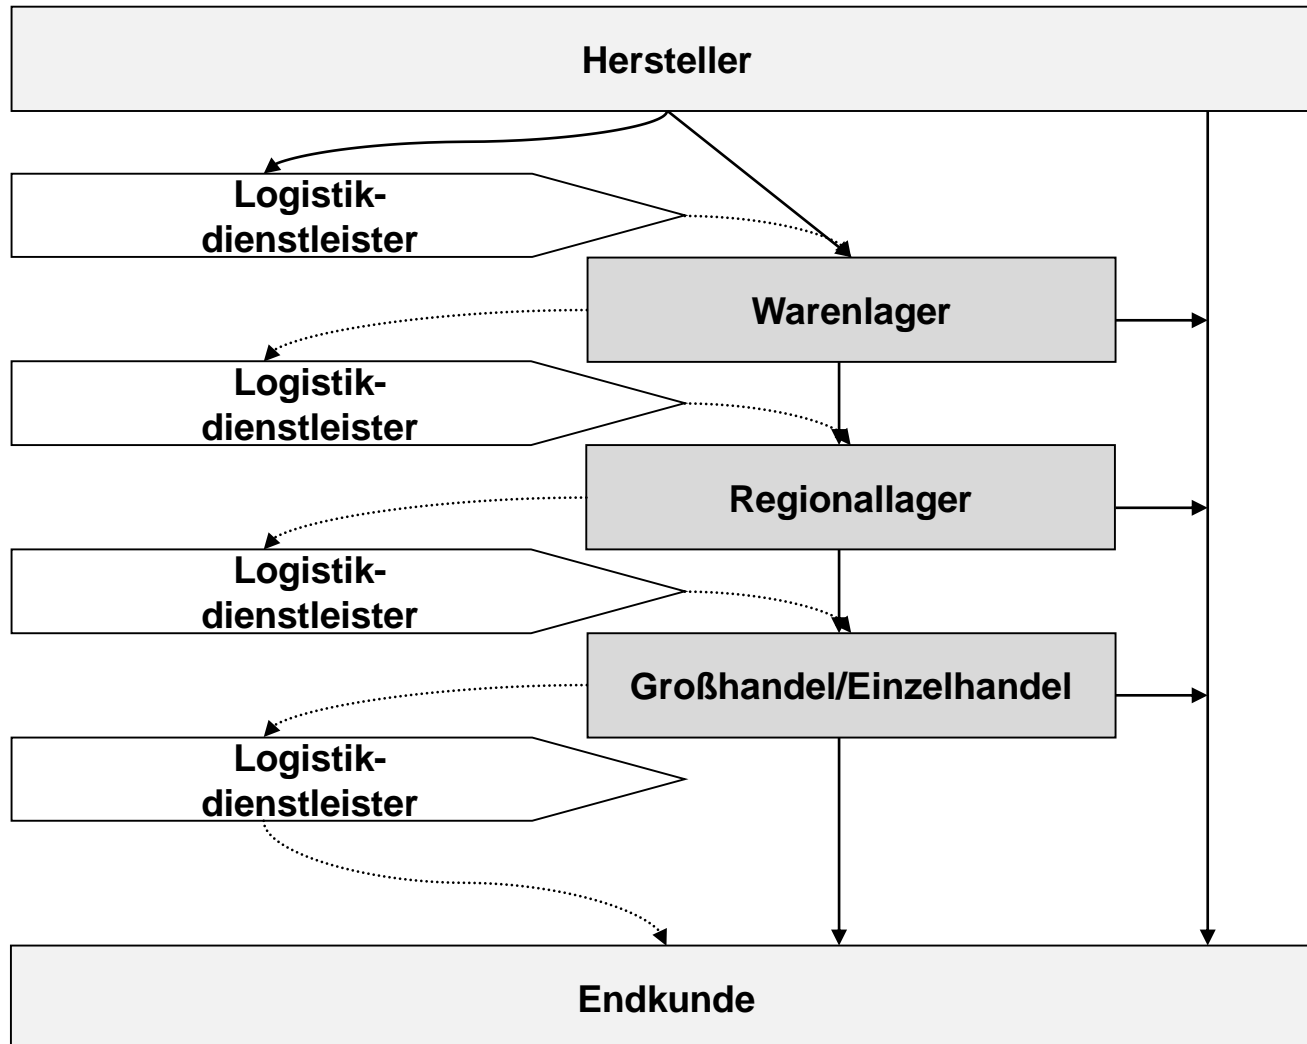 Hersteller
Logistik-
dienstleister
Warenlager
Logistik-
dienstleister
Regionallager
Logistik-
dienstleister
Großhandel/Einzelhandel
Logistik-
dienstleister
Endkunde